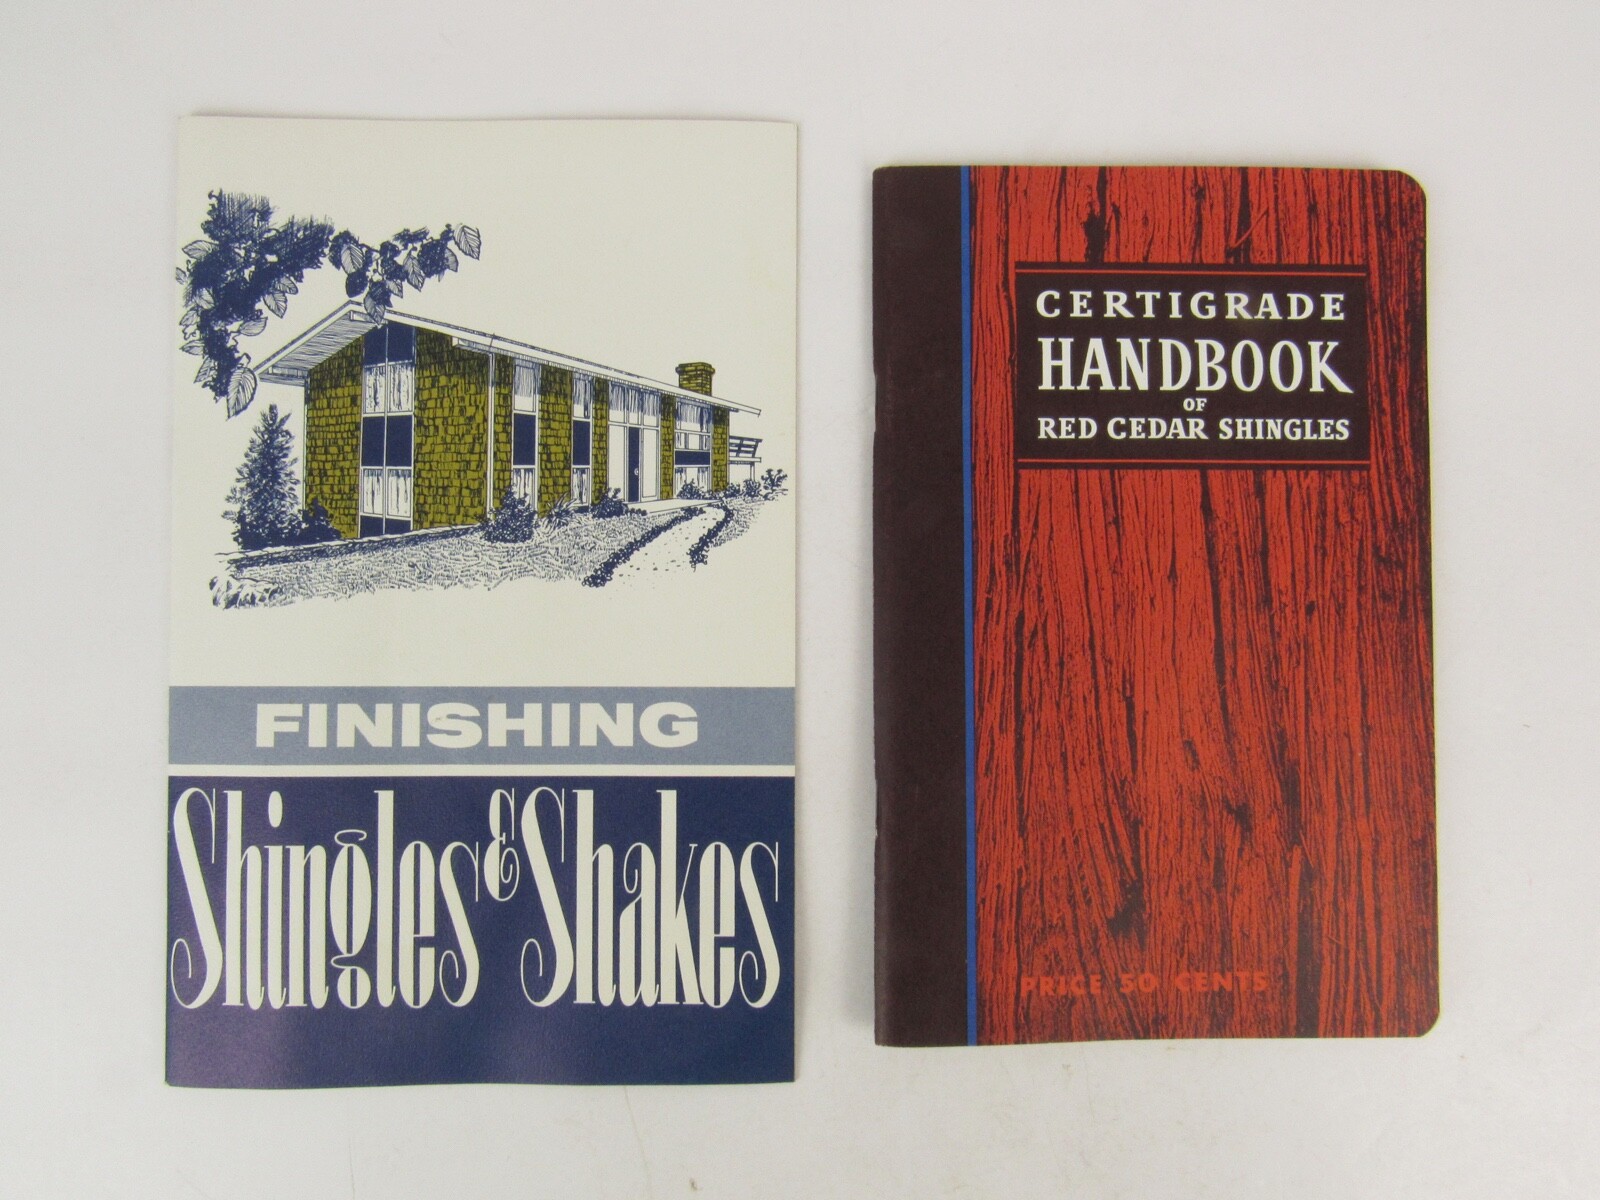 FINISHING
Shingles & Shakes
CERTIGRADE
HANDBOOK
OF
RED CEDAR SHINGLES
PRICE 50 CENTS